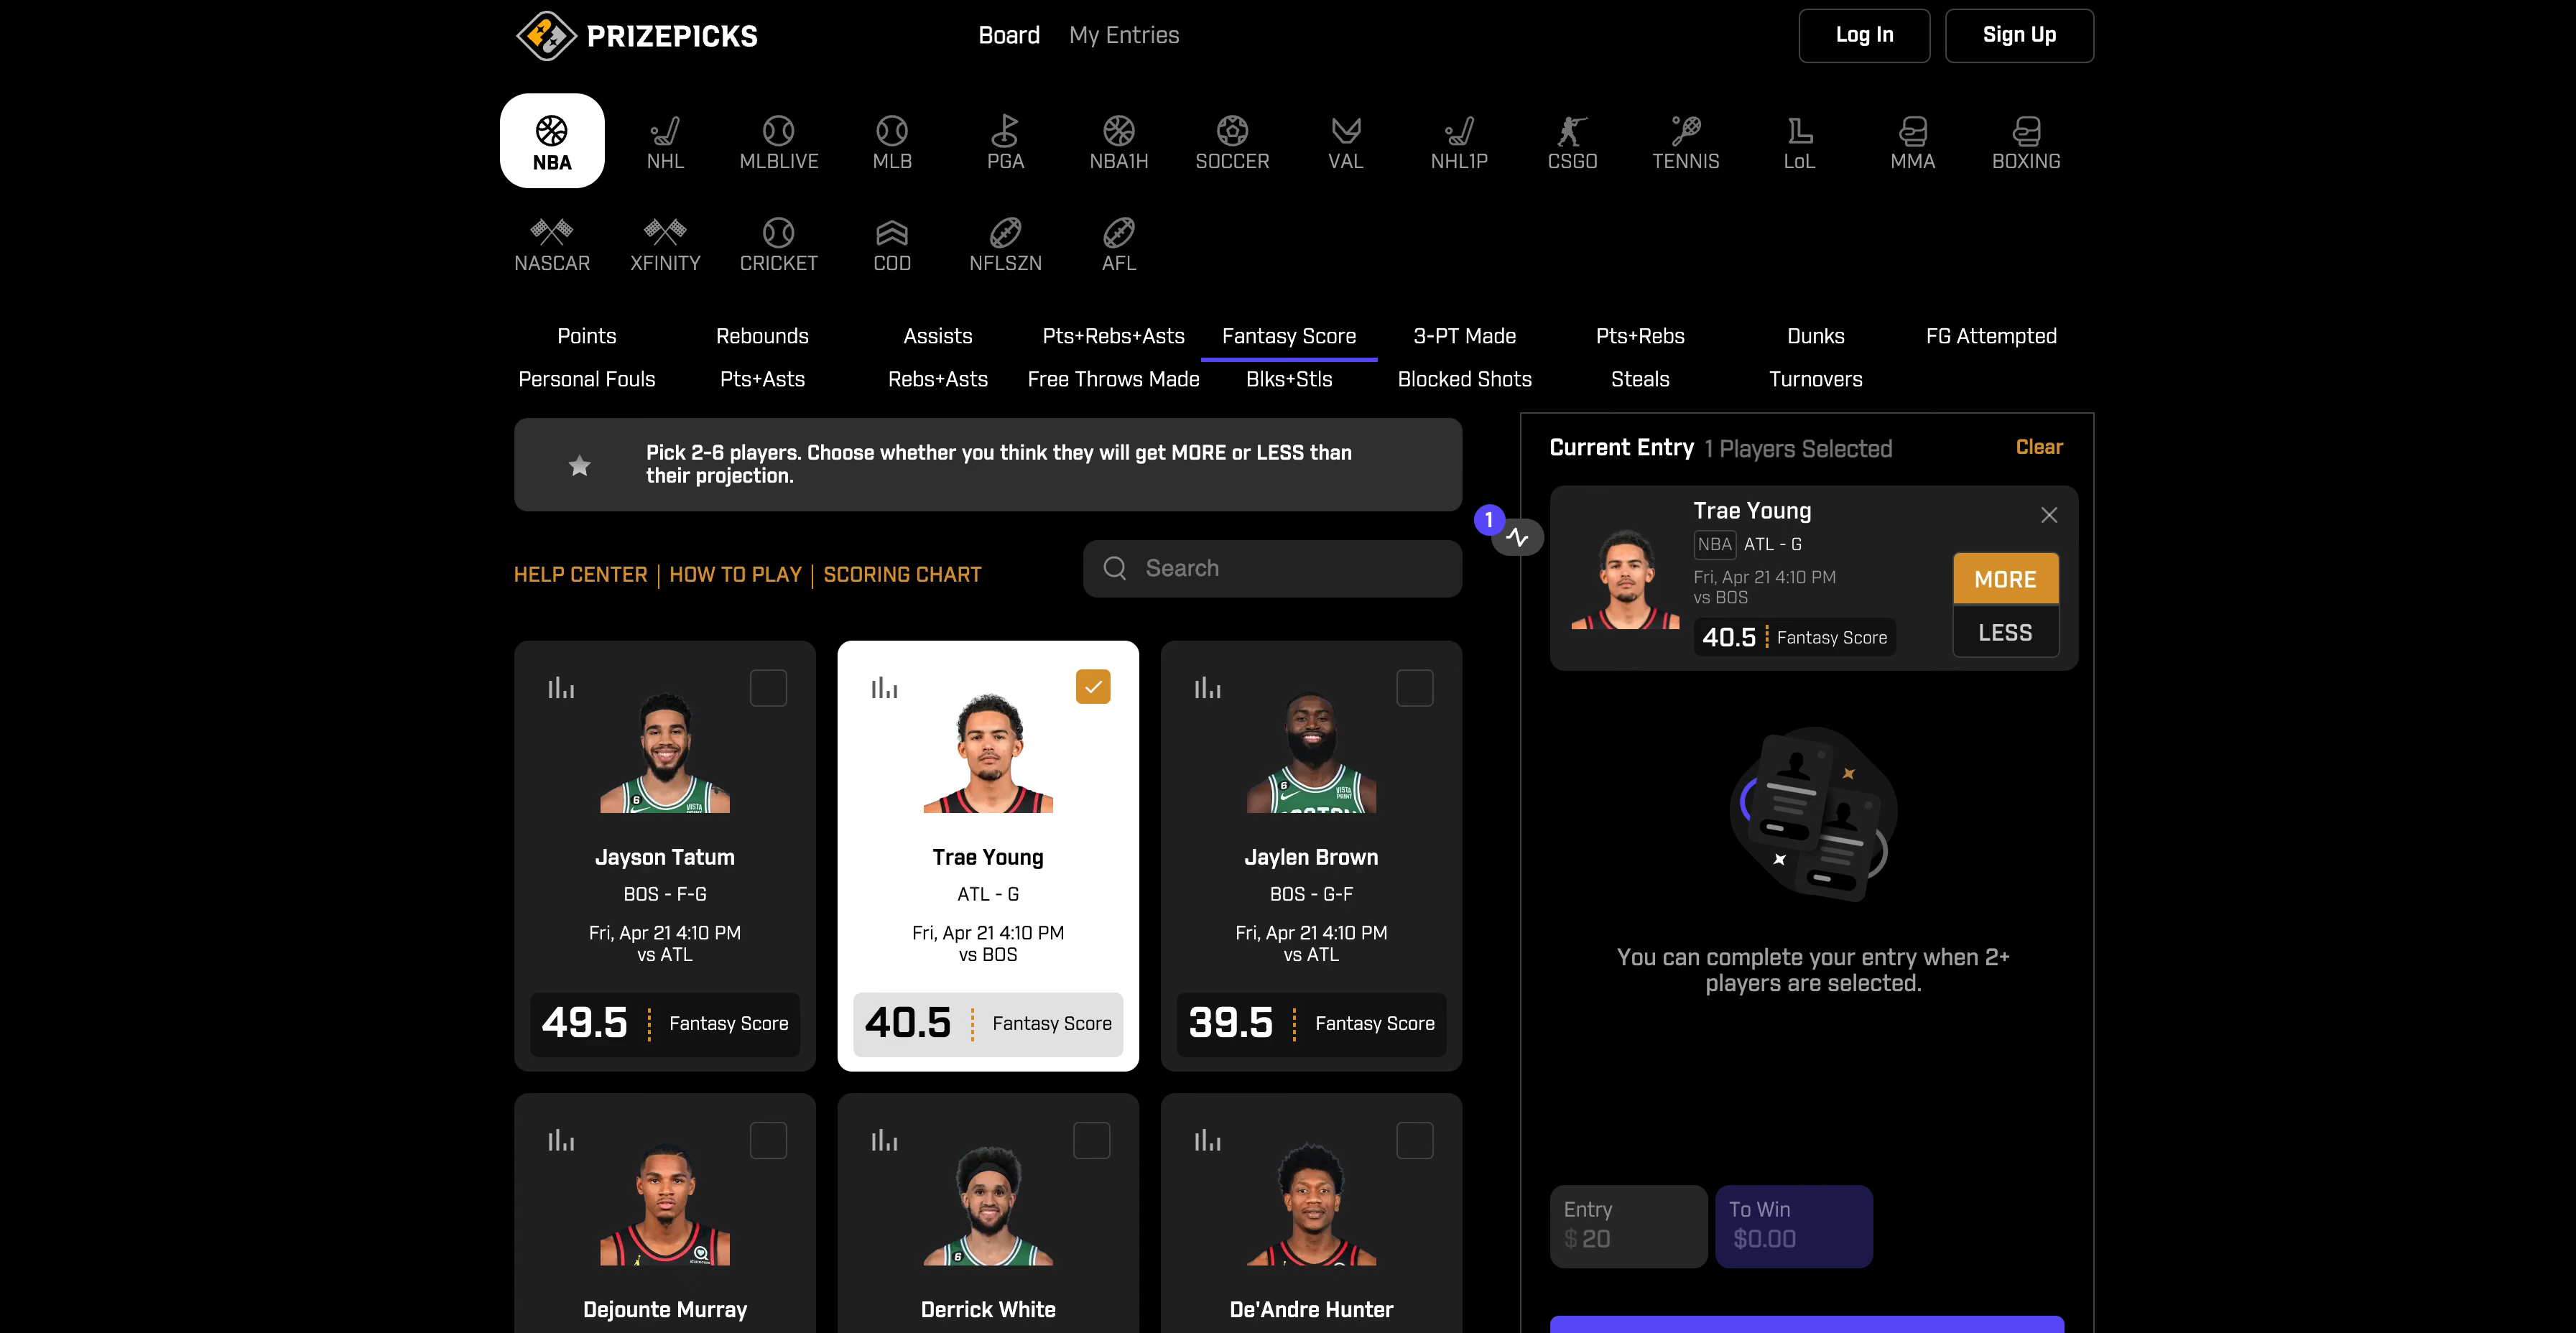 PRIZEPICKS
Board My Entries
Log In Sign Up
NBA NHL MLBLIVE MLB PGA NBA1H SOCCER VAL NHL1P CSGO TENNIS LoL MMA BOXING
NASCAR XFINITY CRICKET COD NFLSZN AFL
Points Rebounds Assists Pts+Rebs+Asts Fantasy Score 3-PT Made Pts+Rebs Dunks FG Attempted
Personal Fouls Pts+Asts Rebs+Asts Free Throws Made Blks+Stls Blocked Shots Steals Turnovers
Pick 2-6 players. Choose whether you think they will get MORE or LESS than
their projection.
HELP CENTER | HOW TO PLAY | SCORING CHART
Search
Jayson Tatum
BOS - F-G
Fri, Apr 21 4:10 PM
vs ATL
49.5 Fantasy Score
Trae Young
ATL - G
Fri, Apr 21 4:10 PM
vs BOS
40.5 Fantasy Score
Jaylen Brown
BOS - G-F
Fri, Apr 21 4:10 PM
vs ATL
39.5 Fantasy Score
Dejounte Murray
Derrick White
De'Andre Hunter
1
Current Entry 1 Players Selected Clear
Trae Young
NBA ATL - G
Fri, Apr 21 4:10 PM
vs BOS
40.5 Fantasy Score
MORE
LESS
You can complete your entry when 2+
players are selected.
Entry
$ 20
To Win
$0.00